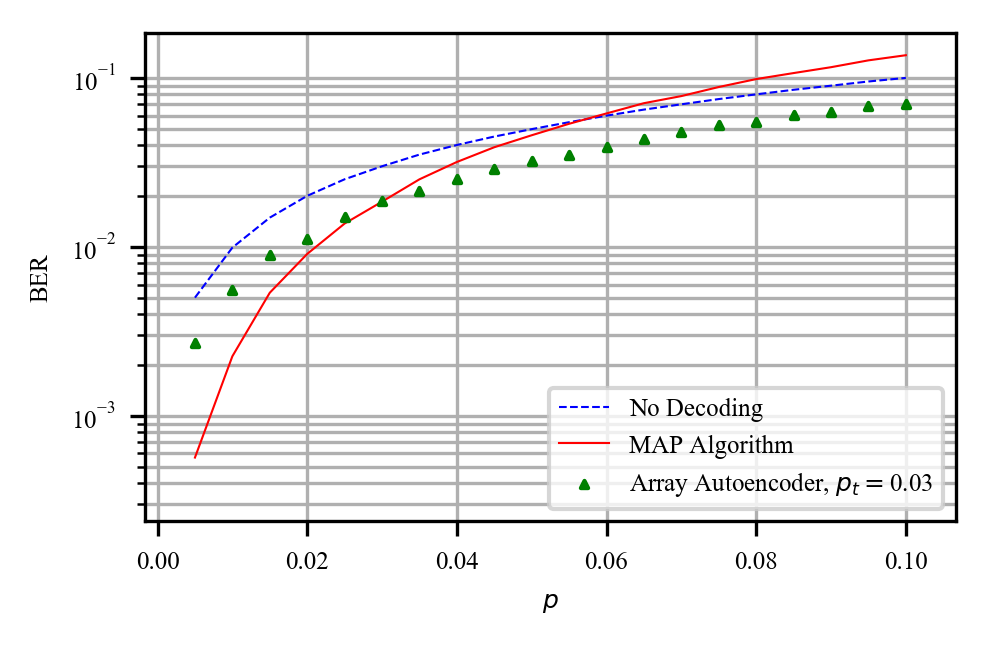 BER
10⁻¹
10⁻²
10⁻³
No Decoding
MAP Algorithm
Array Autoencoder, pₜ = 0.03
0.00 0.02 0.04 0.06 0.08 0.10
p